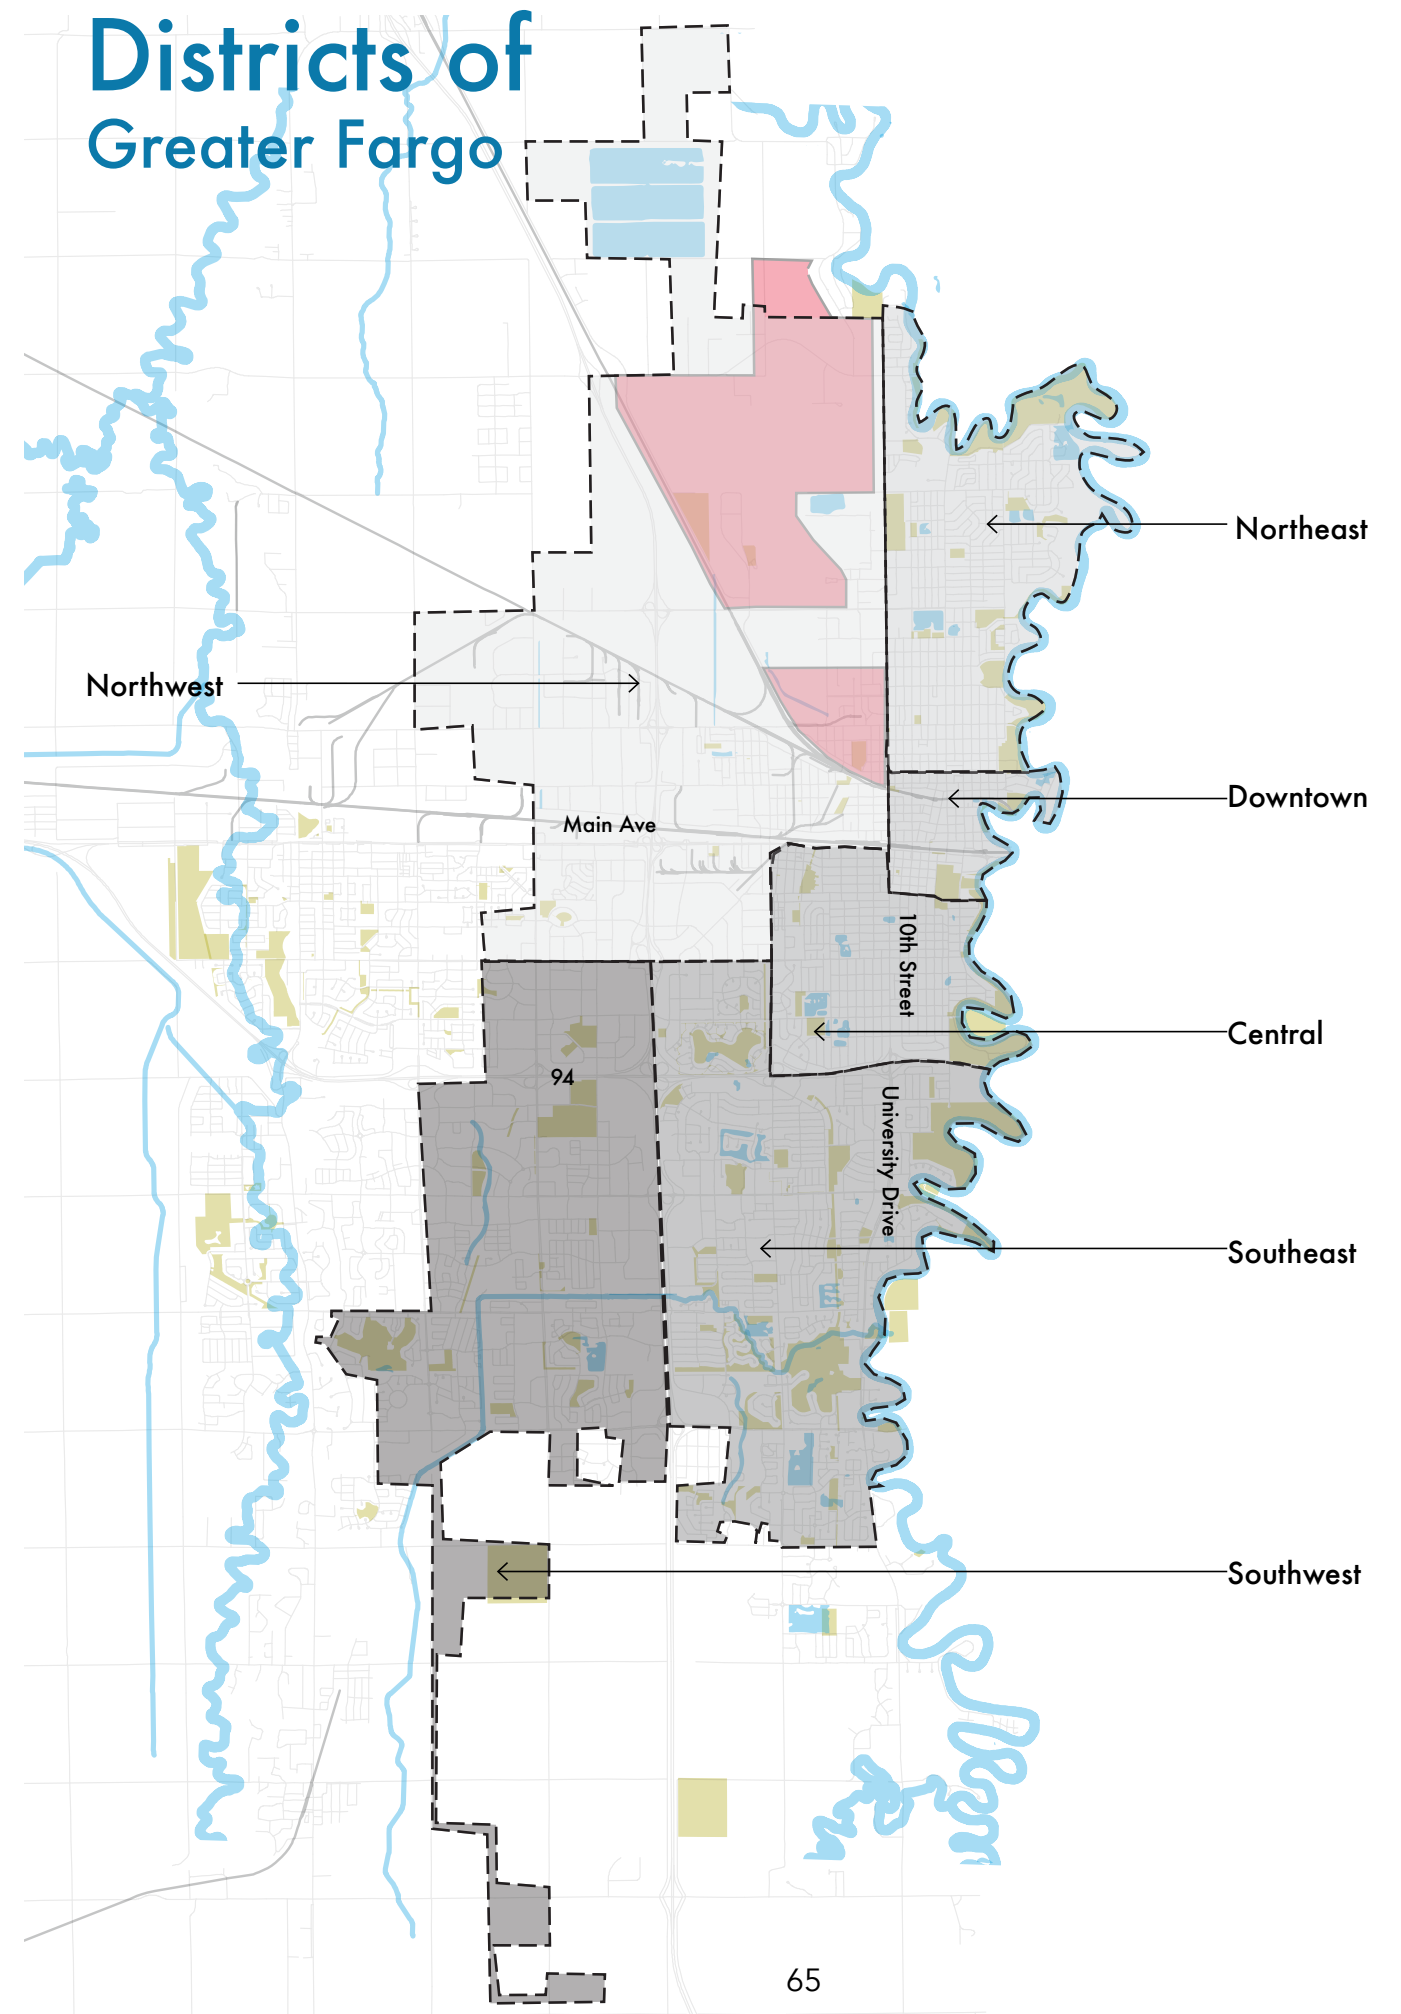 Districts of
Greater Fargo
Northeast
Northwest
Downtown
Main Ave
10th Street
Central
94
University Drive
Southeast
Southwest
65